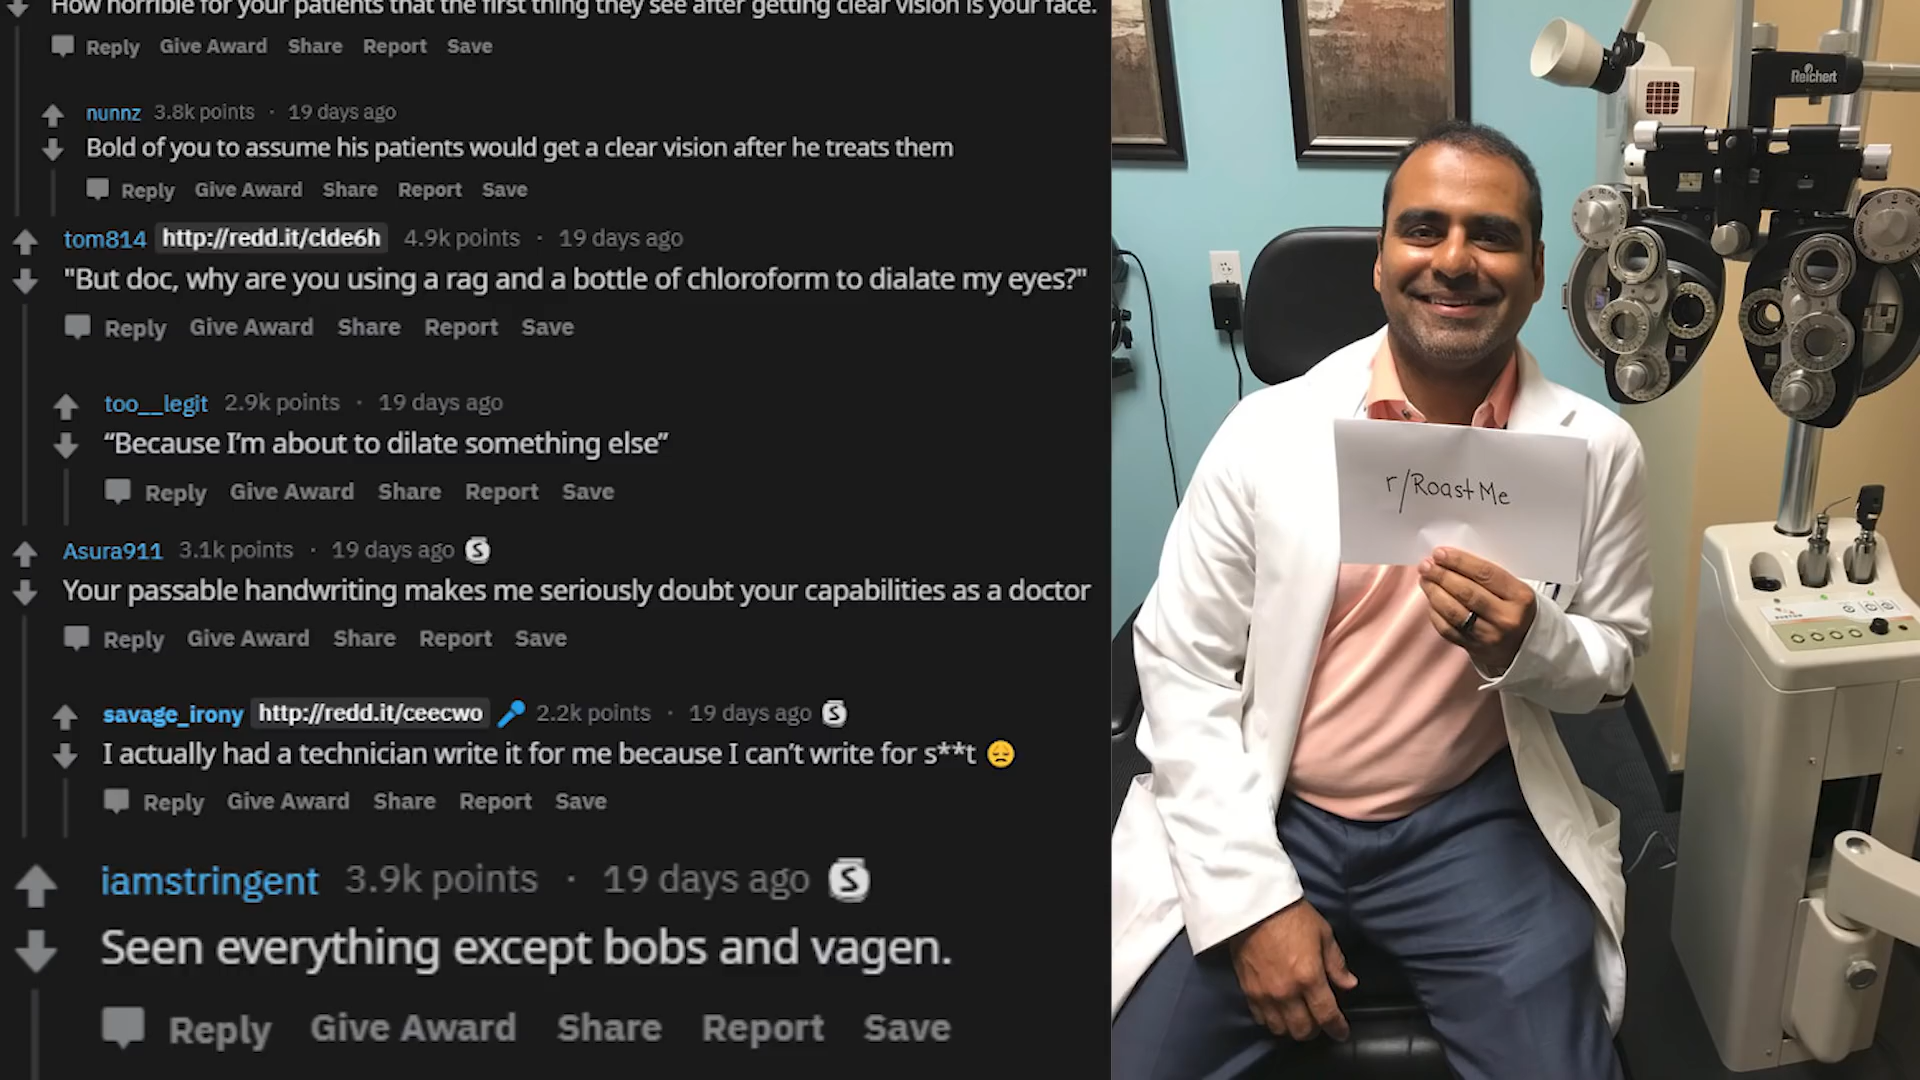 How horrible for your patients that the first thing they see after getting clear vision is your face.
Reply Give Award Share Report Save
nunnz 3.8k points · 19 days ago
Bold of you to assume his patients would get a clear vision after he treats them
Reply Give Award Share Report Save
tom814 http://redd.it/clde6h 4.9k points · 19 days ago
"But doc, why are you using a rag and a bottle of chloroform to dialate my eyes?"
Reply Give Award Share Report Save
too__legit 2.9k points · 19 days ago
“Because I’m about to dilate something else”
Reply Give Award Share Report Save
Asura911 3.1k points · 19 days ago S
Your passable handwriting makes me seriously doubt your capabilities as a doctor
Reply Give Award Share Report Save
savage_irony http://redd.it/ceecwo 🎤 2.2k points · 19 days ago S
I actually had a technician write it for me because I can’t write for s**t 😔
Reply Give Award Share Report Save
iamstringent 3.9k points · 19 days ago S
Seen everything except bobs and vagen.
Reply Give Award Share Report Save
Reichert
r/RoastMe